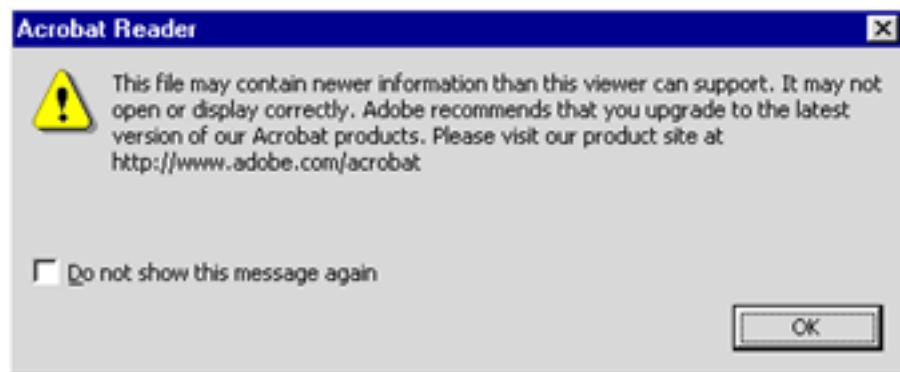 Acrobat Reader
This file may contain newer information than this viewer can support. It may not
open or display correctly. Adobe recommends that you upgrade to the latest
version of our Acrobat products. Please visit our product site at
http://www.adobe.com/acrobat
Do not show this message again
OK